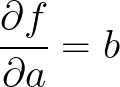 ∂f/∂a = b